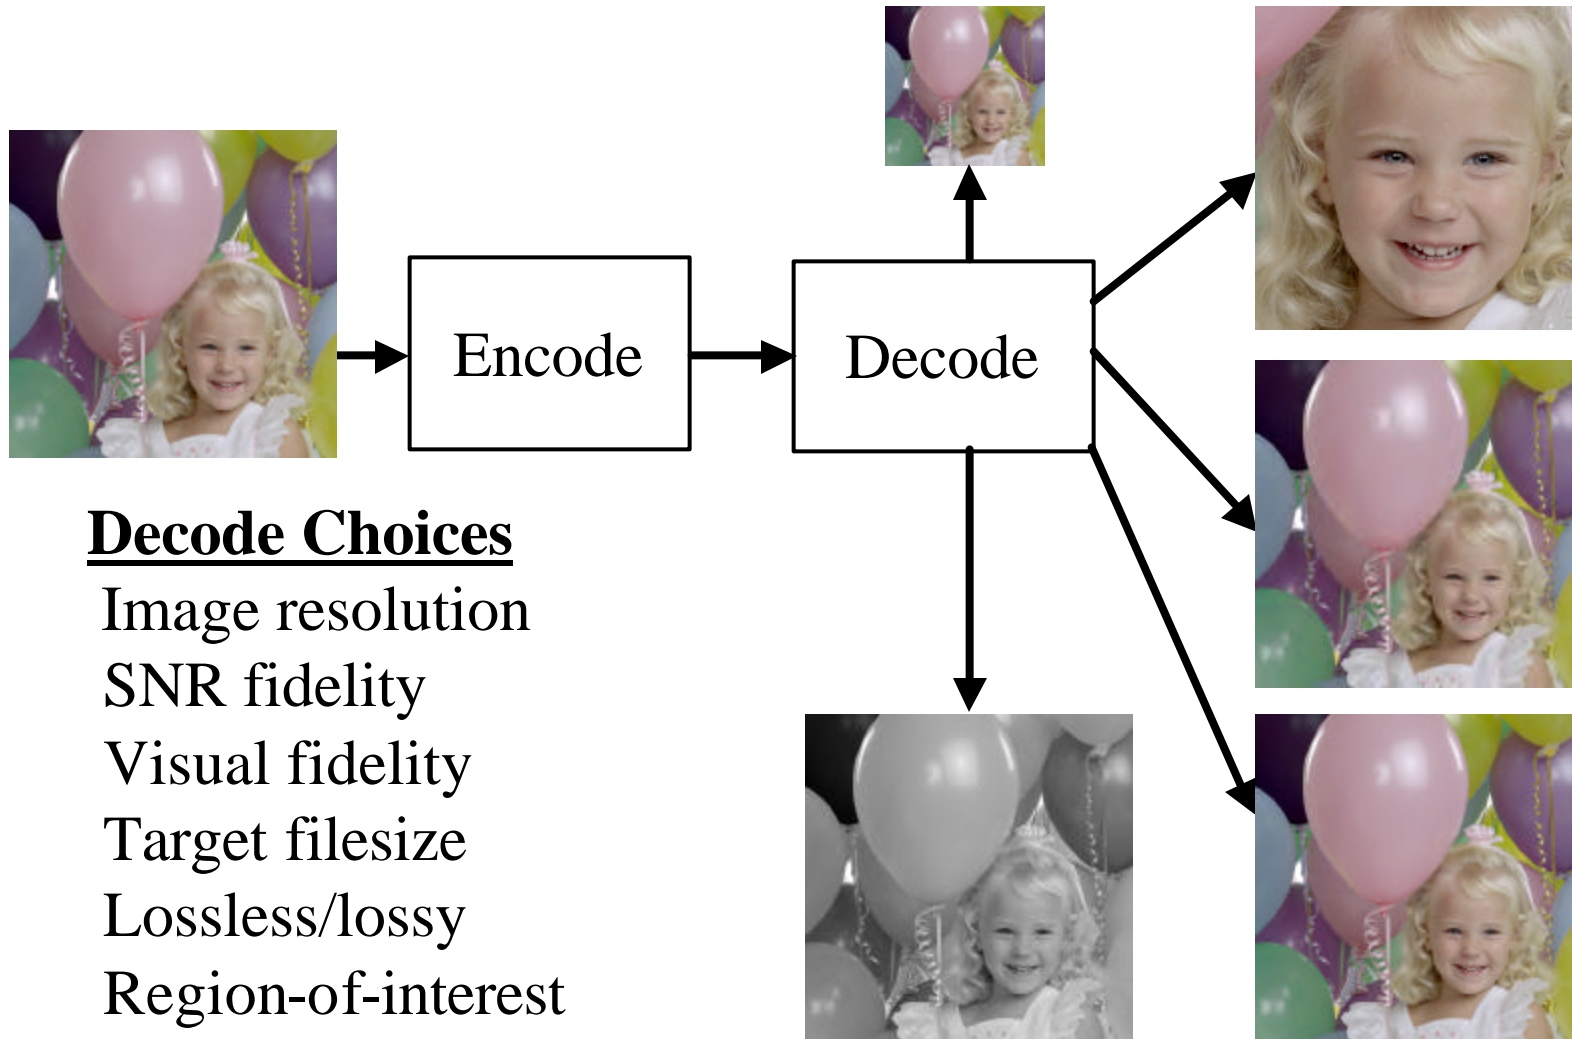 Encode
Decode
Decode Choices
Image resolution
SNR fidelity
Visual fidelity
Target filesize
Lossless/lossy
Region-of-interest